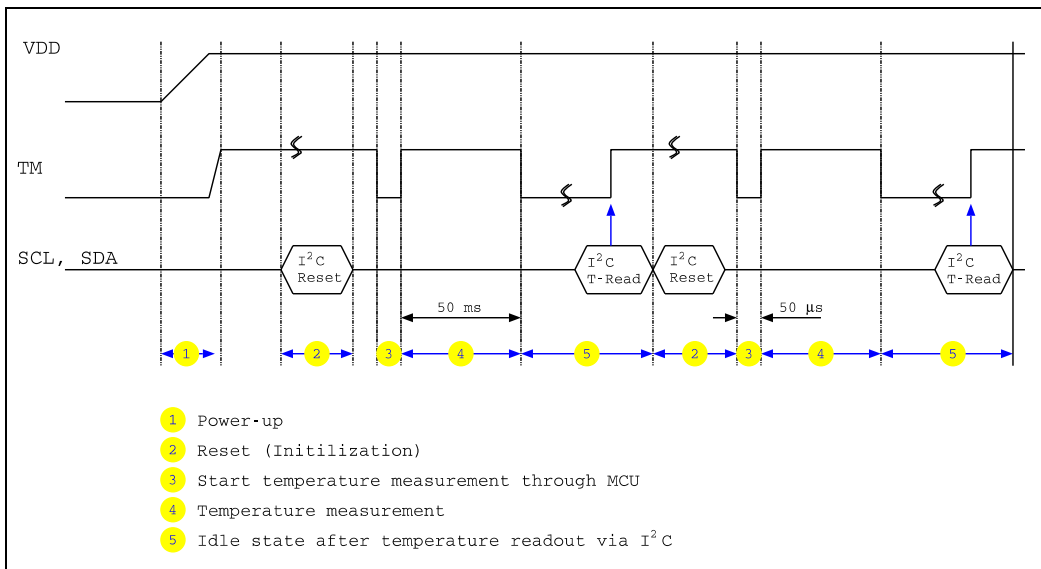 VDD
TM
SCL, SDA
I²C
Reset
I²C
T-Read
I²C
Reset
I²C
T-Read
50 ms
50 µs
1
2
3
4
5
2
3
4
5
1 Power-up
2 Reset (Initilization)
3 Start temperature measurement through MCU
4 Temperature measurement
5 Idle state after temperature readout via I²C